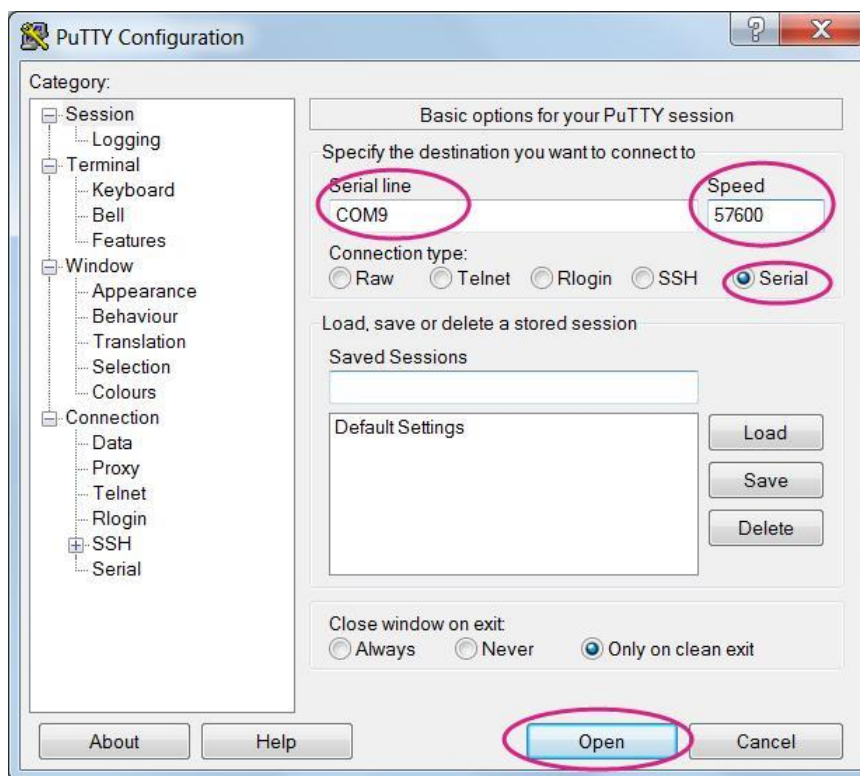 PuTTY Configuration
Category:
Session
Logging
Terminal
Keyboard
Bell
Features
Window
Appearance
Behaviour
Translation
Selection
Colours
Connection
Data
Proxy
Telnet
Rlogin
SSH
Serial
Basic options for your PuTTY session
Specify the destination you want to connect to
Serial line Speed
COM9 57600
Connection type:
Raw Telnet Rlogin SSH Serial
Load, save or delete a stored session
Saved Sessions
Default Settings
Load
Save
Delete
Close window on exit:
Always Never Only on clean exit
About Help Open Cancel